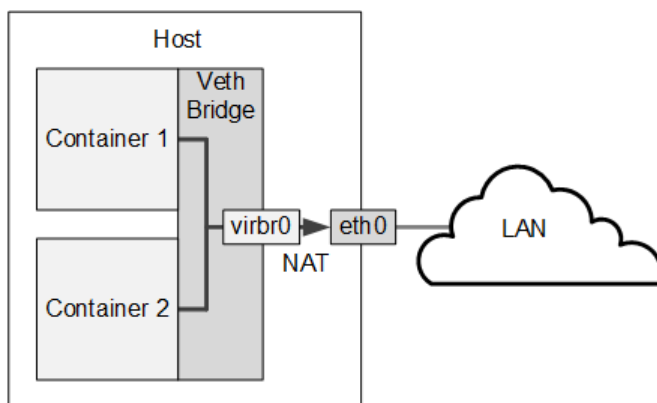 Host
Veth
Bridge
Container 1
virbr0
eth0
NAT
LAN
Container 2